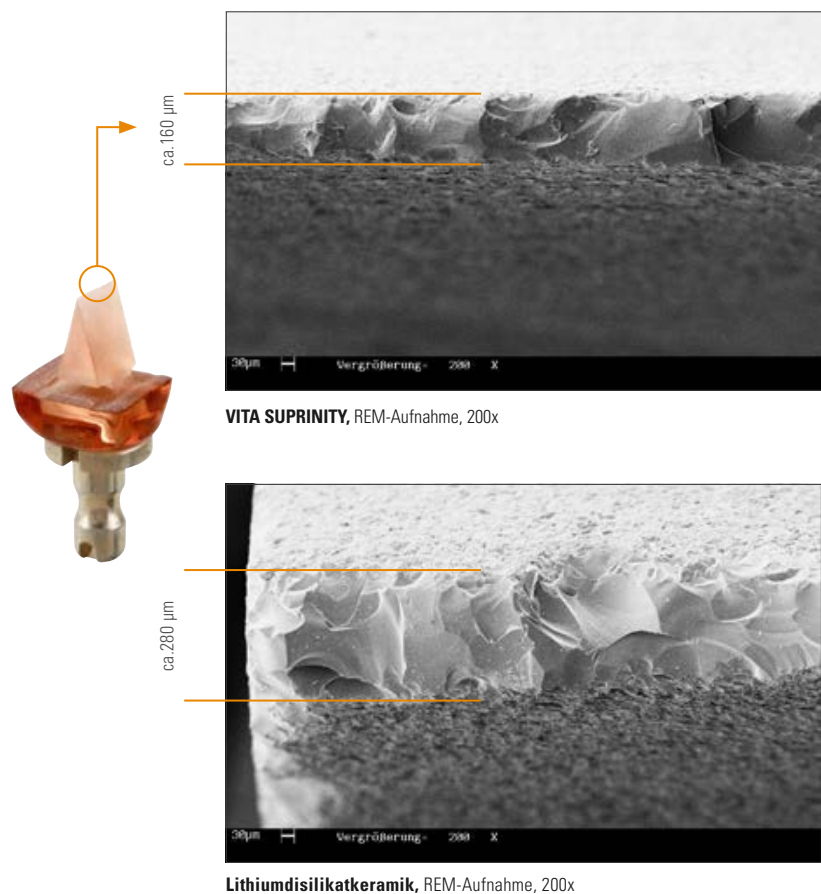 ca.160 µm
30µm Vergrößerung- 200 X
VITA SUPRINITY, REM-Aufnahme, 200x
ca.280 µm
30µm Vergrößerung- 200 X
Lithiumdisilikatkeramik, REM-Aufnahme, 200x